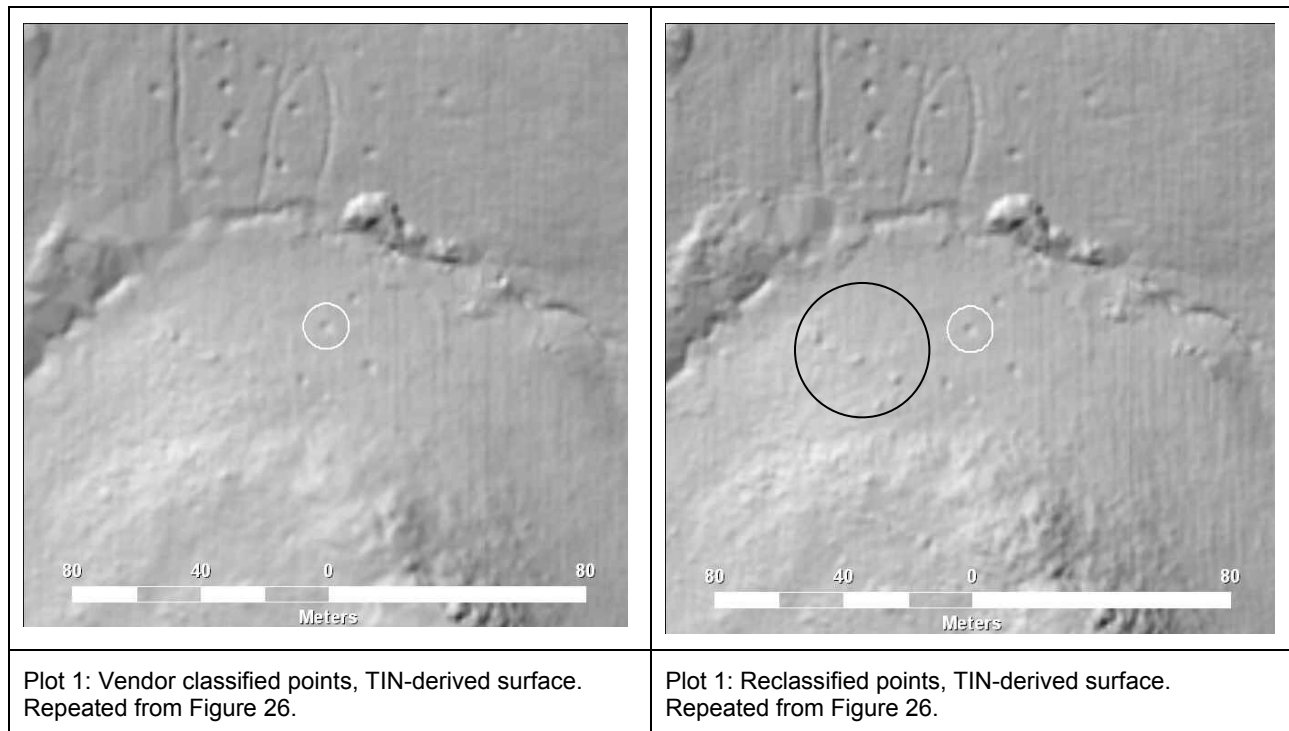 80 40 0 80
Meters
80 40 0 80
Meters
Plot 1: Vendor classified points, TIN-derived surface.
Repeated from Figure 26.
Plot 1: Reclassified points, TIN-derived surface.
Repeated from Figure 26.